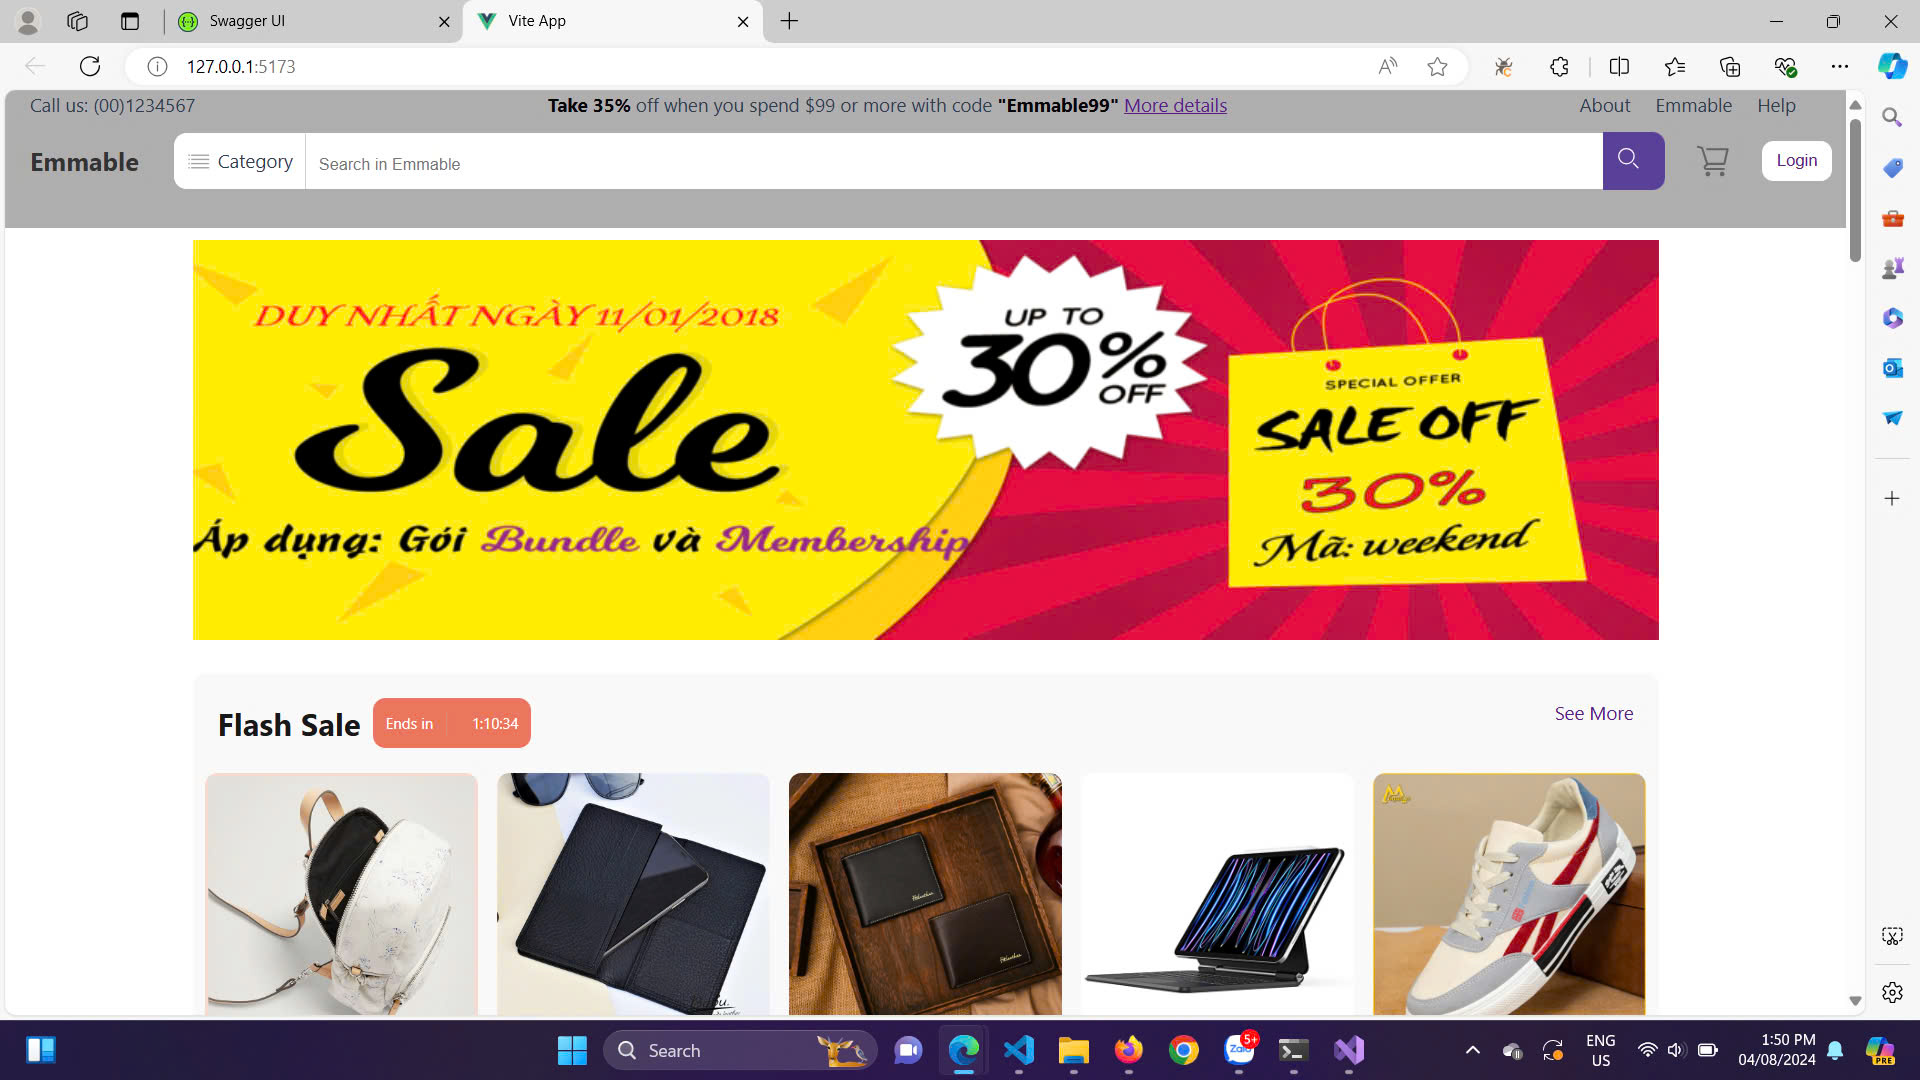 Swagger UI
Vite App
127.0.0.1:5173
Call us: (00)1234567
Take 35% off when you spend $99 or more with code "Emmable99" More details
About
Emmable
Help
Emmable
Category
Search in Emmable
Login
DUY NHẤT NGÀY 11/01/2018
Sale
Áp dụng: Gói Bundle và Membership
UP TO
30%
OFF
SPECIAL OFFER
SALE OFF
30%
Mã: weekend
Flash Sale
Ends in
1:10:34
See More
Search
Zalo
5+
ENG
US
1:50 PM
04/08/2024
PRE